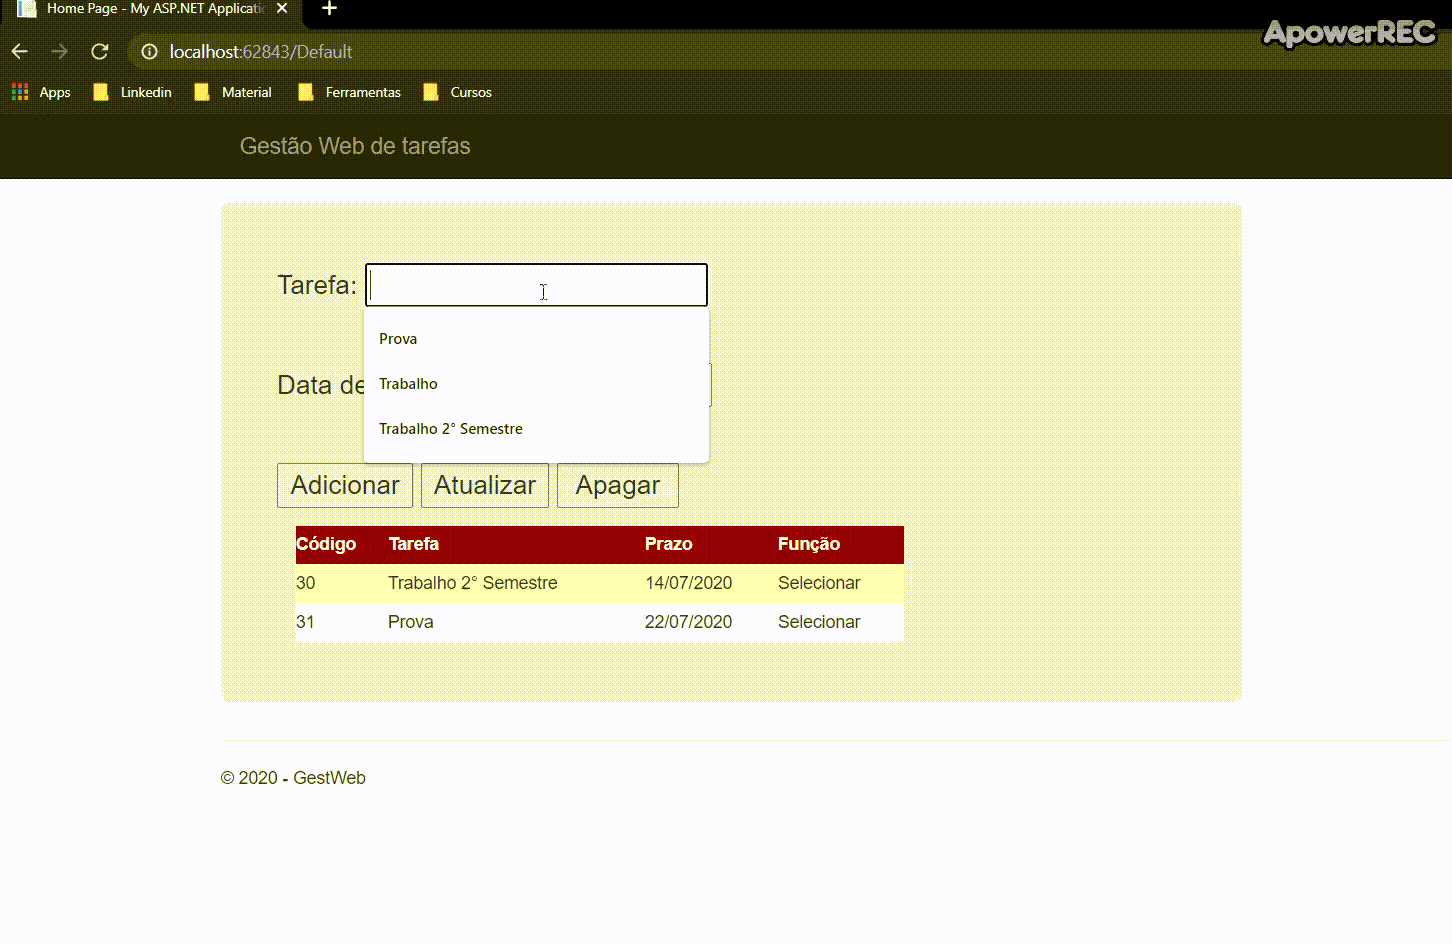 Home Page - My ASP.NET Applicatio
ApowerREC
localhost:62843/Default
Apps Linkedin Material Ferramentas Cursos
Gestão Web de tarefas
Tarefa:
Prova
Data de
Trabalho
Trabalho 2° Semestre
Adicionar Atualizar Apagar
Código Tarefa Prazo Função
30 Trabalho 2° Semestre 14/07/2020 Selecionar
31 Prova 22/07/2020 Selecionar
© 2020 - GestWeb